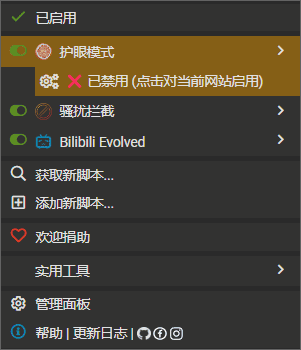 已启用
护眼模式
已禁用 (点击对当前网站启用)
骚扰拦截
Bilibili Evolved
获取新脚本...
添加新脚本...
欢迎捐助
实用工具
管理面板
帮助 | 更新日志 |